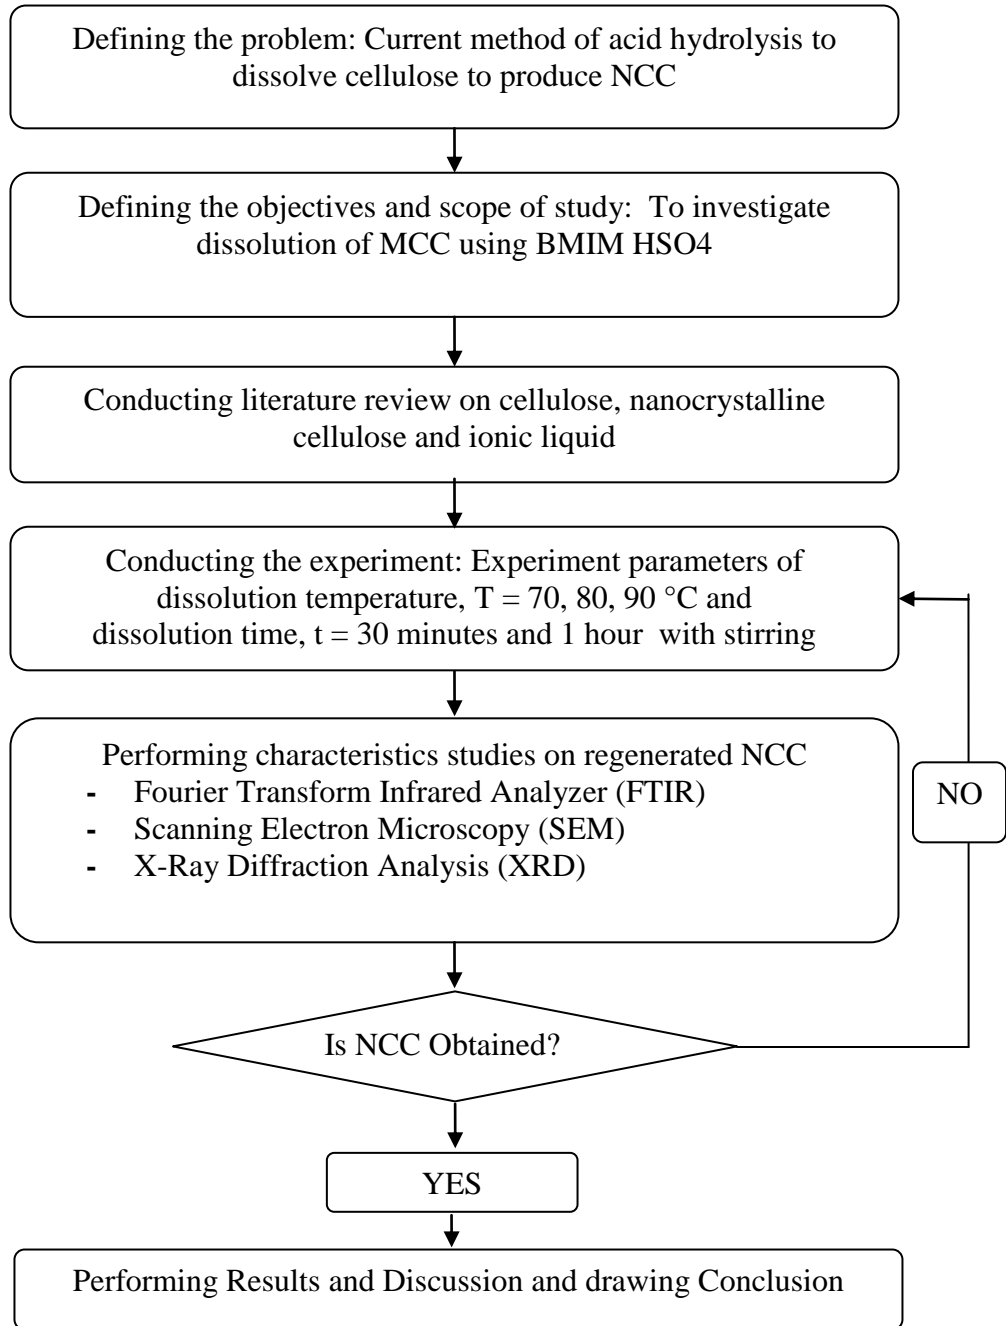 Defining the problem: Current method of acid hydrolysis to
dissolve cellulose to produce NCC
Defining the objectives and scope of study:  To investigate
dissolution of MCC using BMIM HSO4
Conducting literature review on cellulose, nanocrystalline
cellulose and ionic liquid
Conducting the experiment: Experiment parameters of
dissolution temperature, T = 70, 80, 90 °C and
dissolution time, t = 30 minutes and 1 hour  with stirring
Performing characteristics studies on regenerated NCC
- Fourier Transform Infrared Analyzer (FTIR)
- Scanning Electron Microscopy (SEM)
- X-Ray Diffraction Analysis (XRD)
NO
Is NCC Obtained?
YES
Performing Results and Discussion and drawing Conclusion